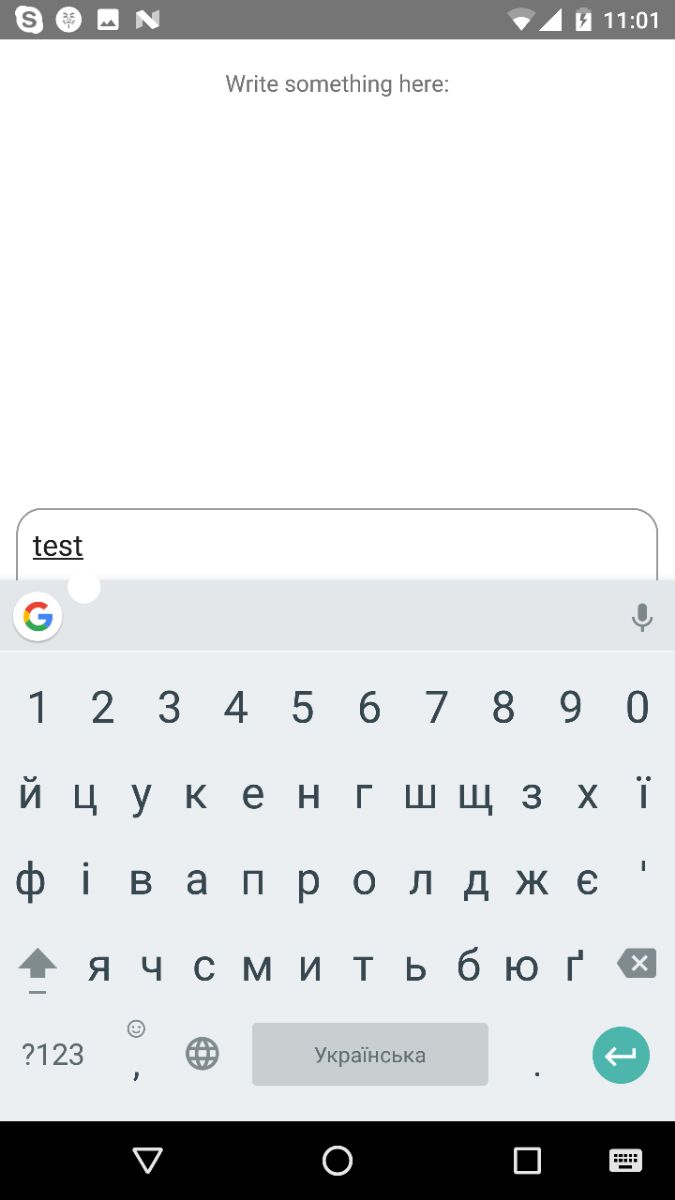 11:01
Write something here:
test
1 2 3 4 5 6 7 8 9 0
й ц у к е н г ш щ з х ї
ф і в а п р о л д ж є '
я ч с м и т ь б ю ґ
?123 , Українська .